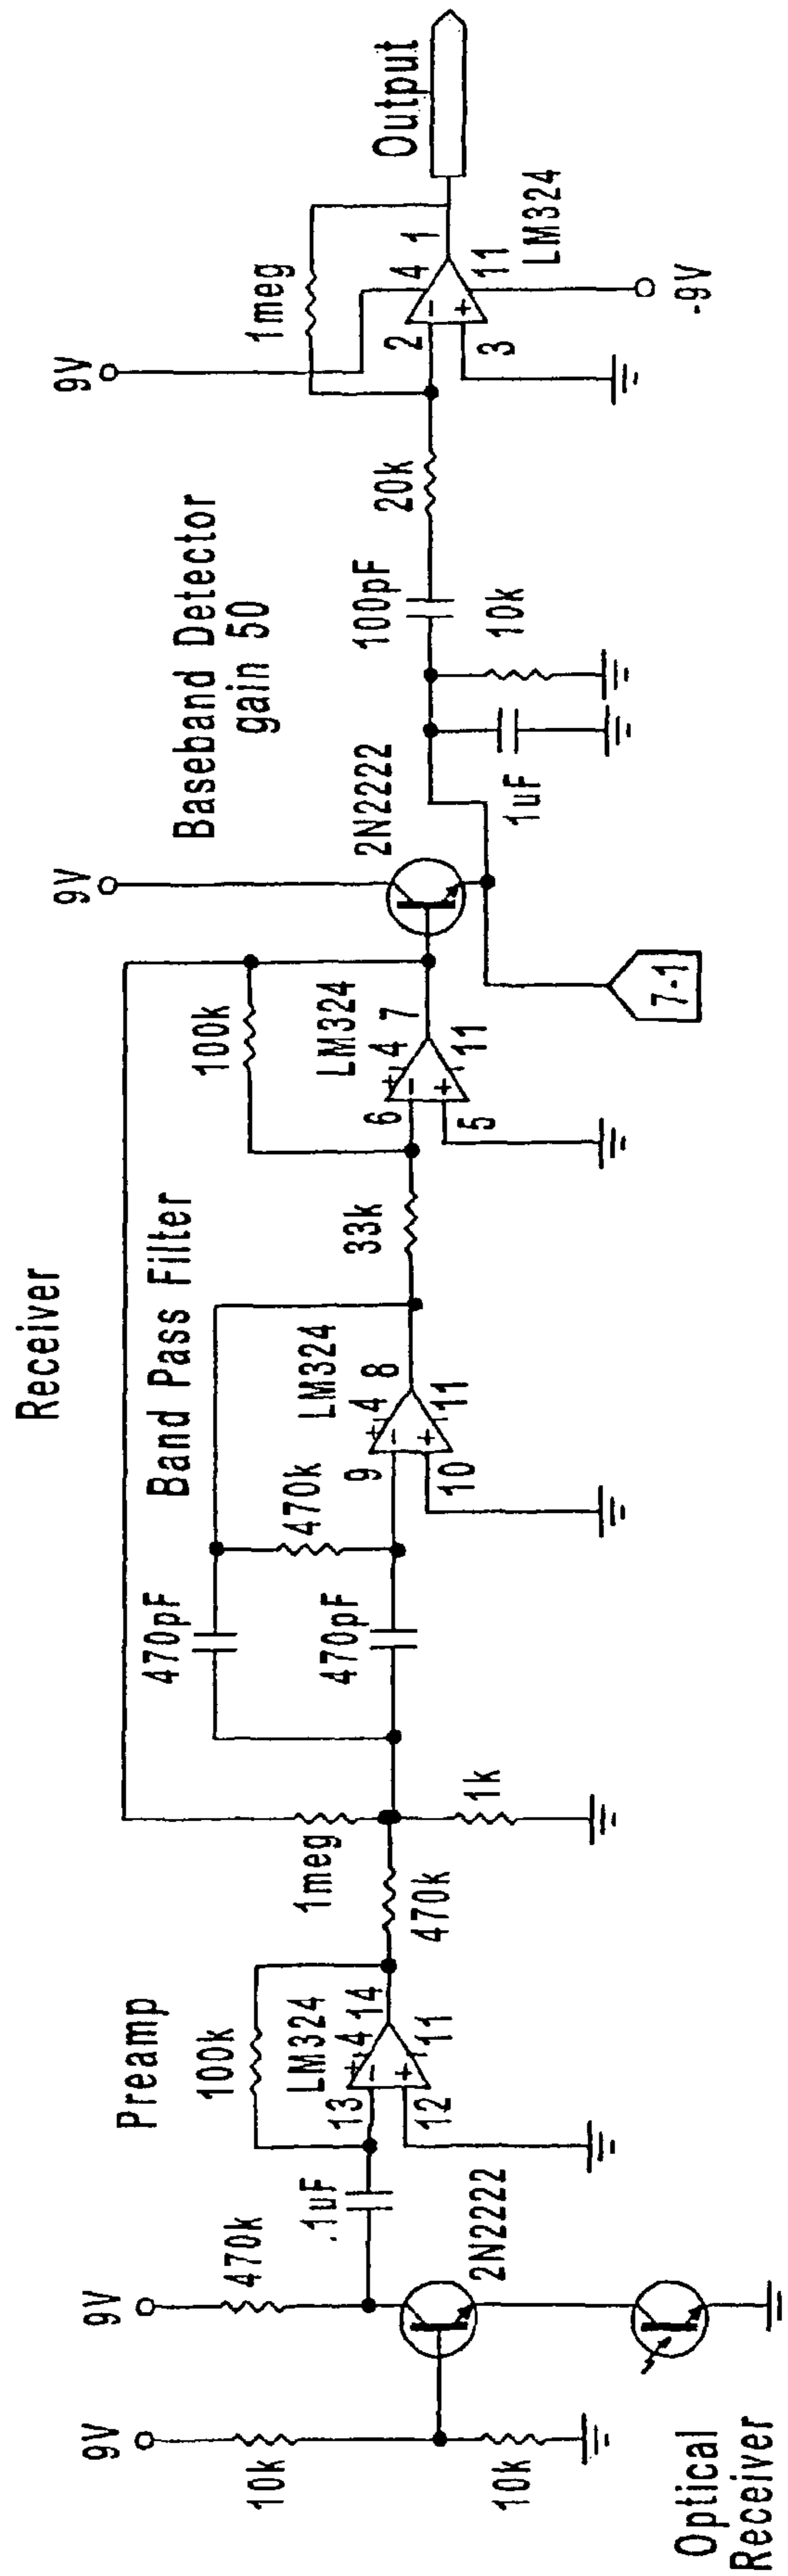 Receiver
Preamp
Band Pass Filter
Baseband Detector
gain 50
9V
10k
10k
9V
470k
.1uF
2N2222
Optical
Receiver
100k
LM324
13
12
+
4
-
+
14
11
470k
1meg
1k
470pF
470pF
470k
LM324
9
10
+
4
-
+
8
11
33k
100k
LM324
6
5
+
4
-
+
7
11
9V
2N2222
7-1
1uF
10k
100pF
20k
9V
1meg
2
3
-
+
4
1
11
LM324
-9V
Output